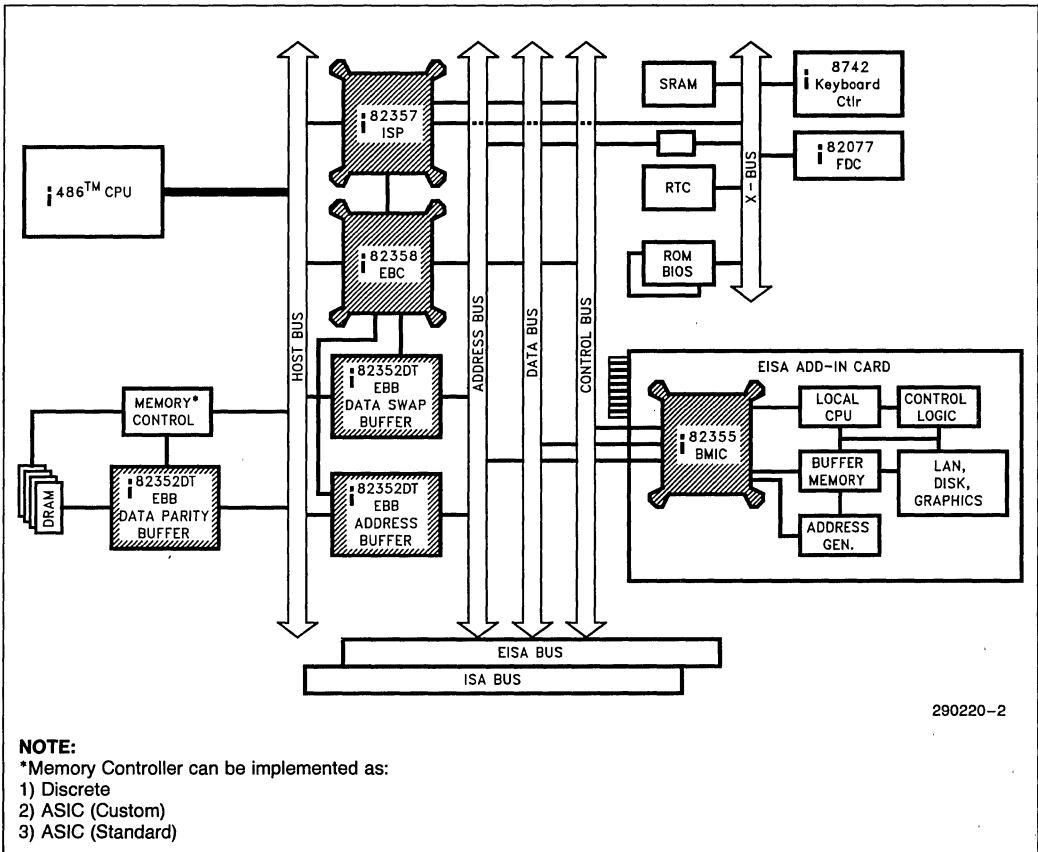 i486™ CPU
i 82357
ISP
i 82358
EBC
i 82352DT
EBB
DATA SWAP
BUFFER
i 82352DT
EBB
ADDRESS
BUFFER
MEMORY*
CONTROL
i 82352DT
EBB
DATA PARITY
BUFFER
DRAM
HOST BUS
ADDRESS BUS
DATA BUS
CONTROL BUS
SRAM
RTC
ROM
BIOS
X-BUS
i 8742
Keyboard
Ctlr
i 82077
FDC
EISA ADD-IN CARD
i 82355
BMIC
LOCAL
CPU
CONTROL
LOGIC
BUFFER
MEMORY
LAN,
DISK,
GRAPHICS
ADDRESS
GEN.
EISA BUS
ISA BUS
290220-2
NOTE:
*Memory Controller can be implemented as:
1) Discrete
2) ASIC (Custom)
3) ASIC (Standard)